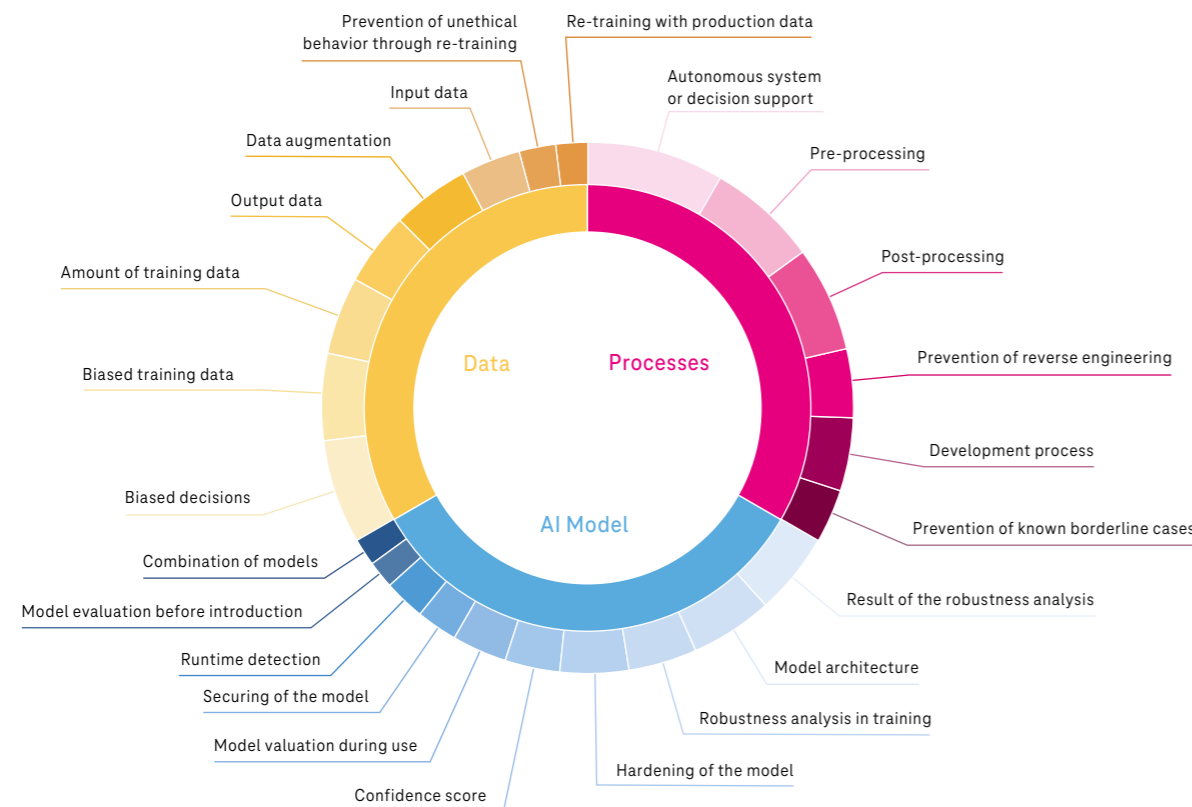 Prevention of unethical
behavior through re-training
Re-training with production data
Input data
Autonomous system
or decision support
Data augmentation
Pre-processing
Output data
Post-processing
Amount of training data
Prevention of reverse engineering
Biased training data
Data
Processes
Development process
Biased decisions
AI Model
Prevention of known borderline cases
Combination of models
Result of the robustness analysis
Model evaluation before introduction
Runtime detection
Model architecture
Securing of the model
Robustness analysis in training
Model valuation during use
Hardening of the model
Confidence score